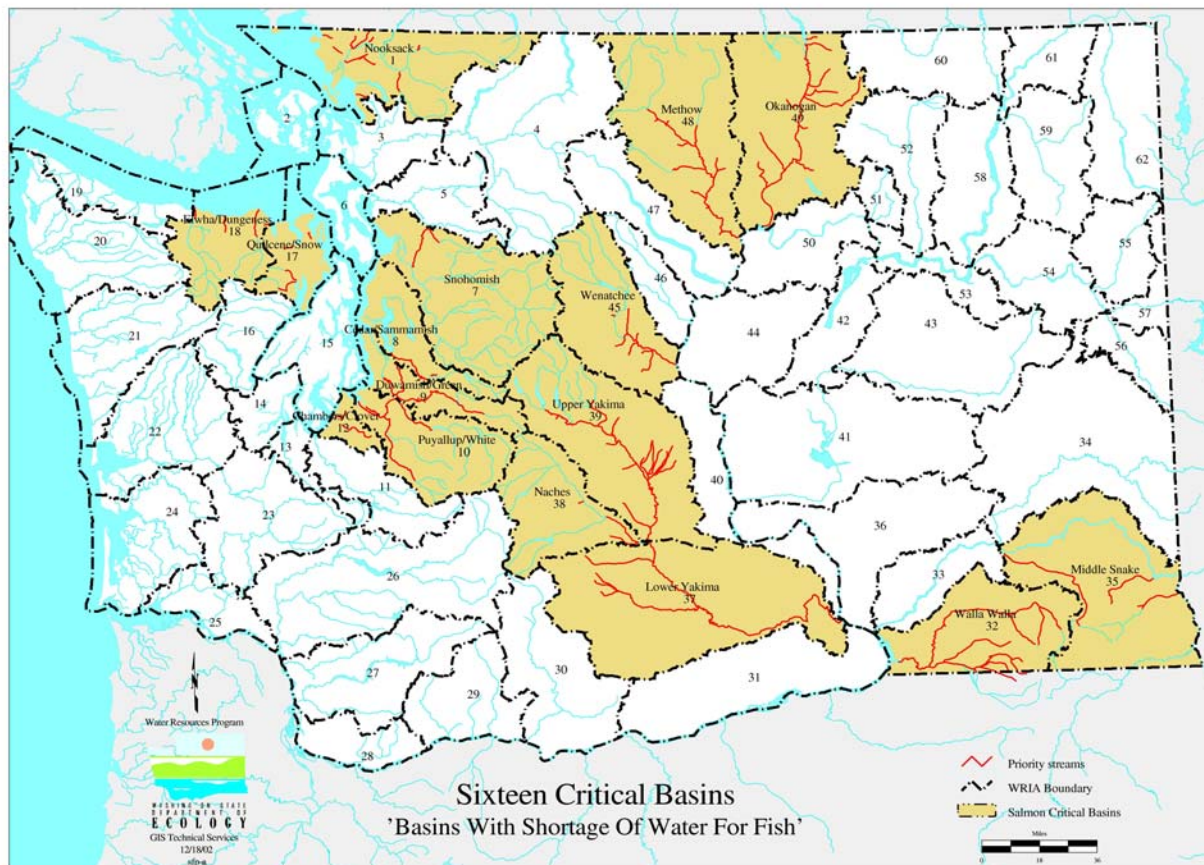 Nooksack
1
2
3
4
5
6
Methow
48
Okanogan
49
60
61
62
59
52
58
51
47
50
46
19
20
Elwha/Dungeness
18
Quilcene/Snow
17
Snohomish
7
Wenatchee
45
55
54
53
57
56
21
16
15
Cedar/Sammamish
8
44
42
43
Duwamish/Green
9
14
Chambers/Clover
12
Upper Yakima
39
41
34
22
13
Puyallup/White
10
11
Naches
38
40
24
23
36
33
Middle Snake
35
26
Lower Yakima
37
Walla Walla
32
25
27
29
30
31
28
N
Water Resources Program
WASHINGTON STATE
DEPARTMENT OF
ECOLOGY
GIS Technical Services
12/18/02
Sixteen Critical Basins
'Basins With Shortage Of Water For Fish'
Priority streams
WRIA Boundary
Salmon Critical Basins
Miles
0 18 36